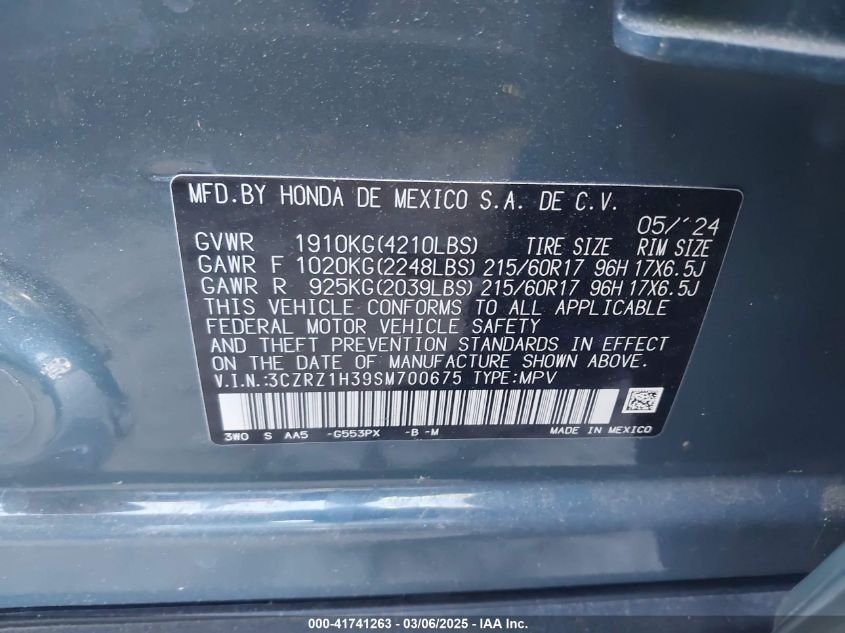 MFD.BY HONDA DE MEXICO S.A. DE C.V.
05/'24
GVWR 1910KG(4210LBS) TIRE SIZE RIM SIZE
GAWR F 1020KG(2248LBS) 215/60R17 96H 17X6.5J
GAWR R 925KG(2039LBS) 215/60R17 96H 17X6.5J
THIS VEHICLE CONFORMS TO ALL APPLICABLE
FEDERAL MOTOR VEHICLE SAFETY
AND THEFT PREVENTION STANDARDS IN EFFECT
ON THE DATE OF MANUFACTURE SHOWN ABOVE.
V.I.N.:3CZRZ1H39SM700675 TYPE:MPV
3W0 S AA5 -G553PX -B -M MADE IN MEXICO
000-41741263 - 03/06/2025 - © IAA Inc.